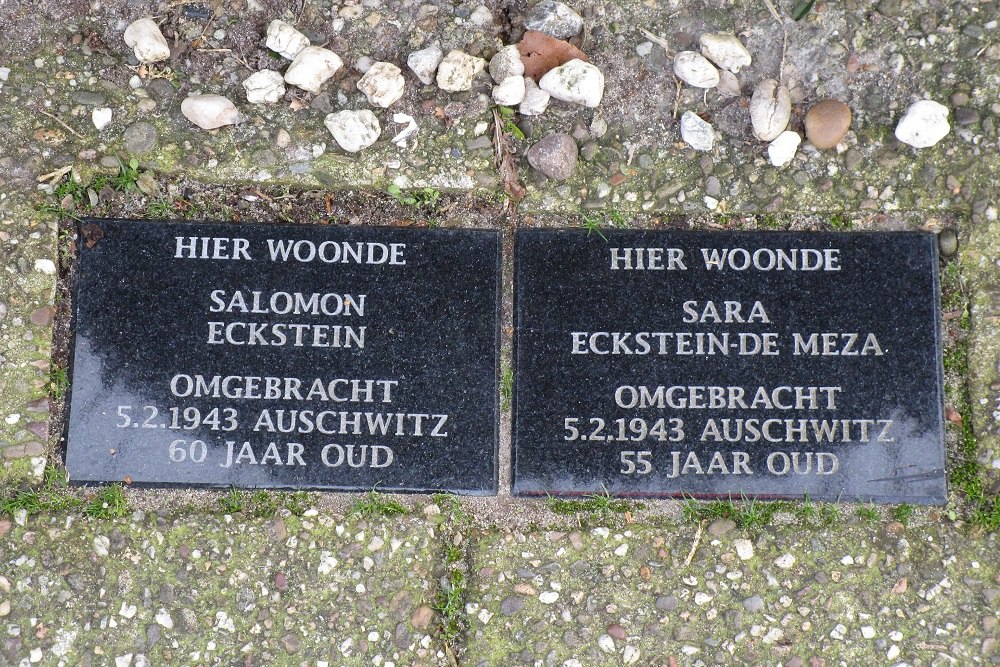 HIER WOONDE
SALOMON
ECKSTEIN
OMGEBRACHT
5.2.1943 AUSCHWITZ
60 JAAR OUD
HIER WOONDE
SARA
ECKSTEIN-DE MEZA
OMGEBRACHT
5.2.1943 AUSCHWITZ
55 JAAR OUD